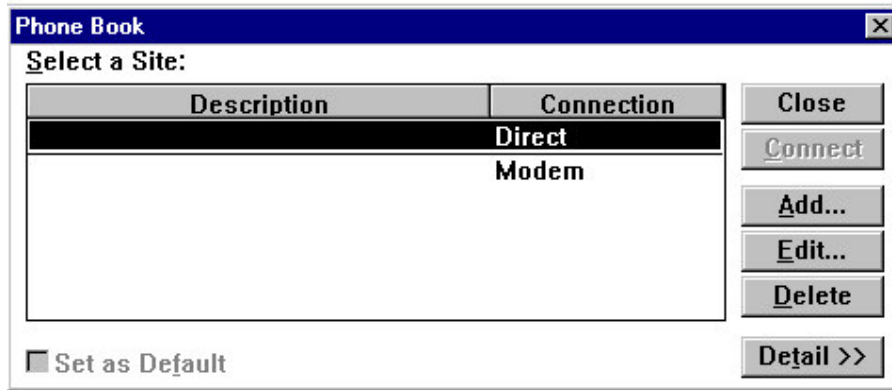 Phone Book
Select a Site:
Description Connection
Direct
Modem
Close
Connect
Add...
Edit...
Delete
Set as Default
Detail >>